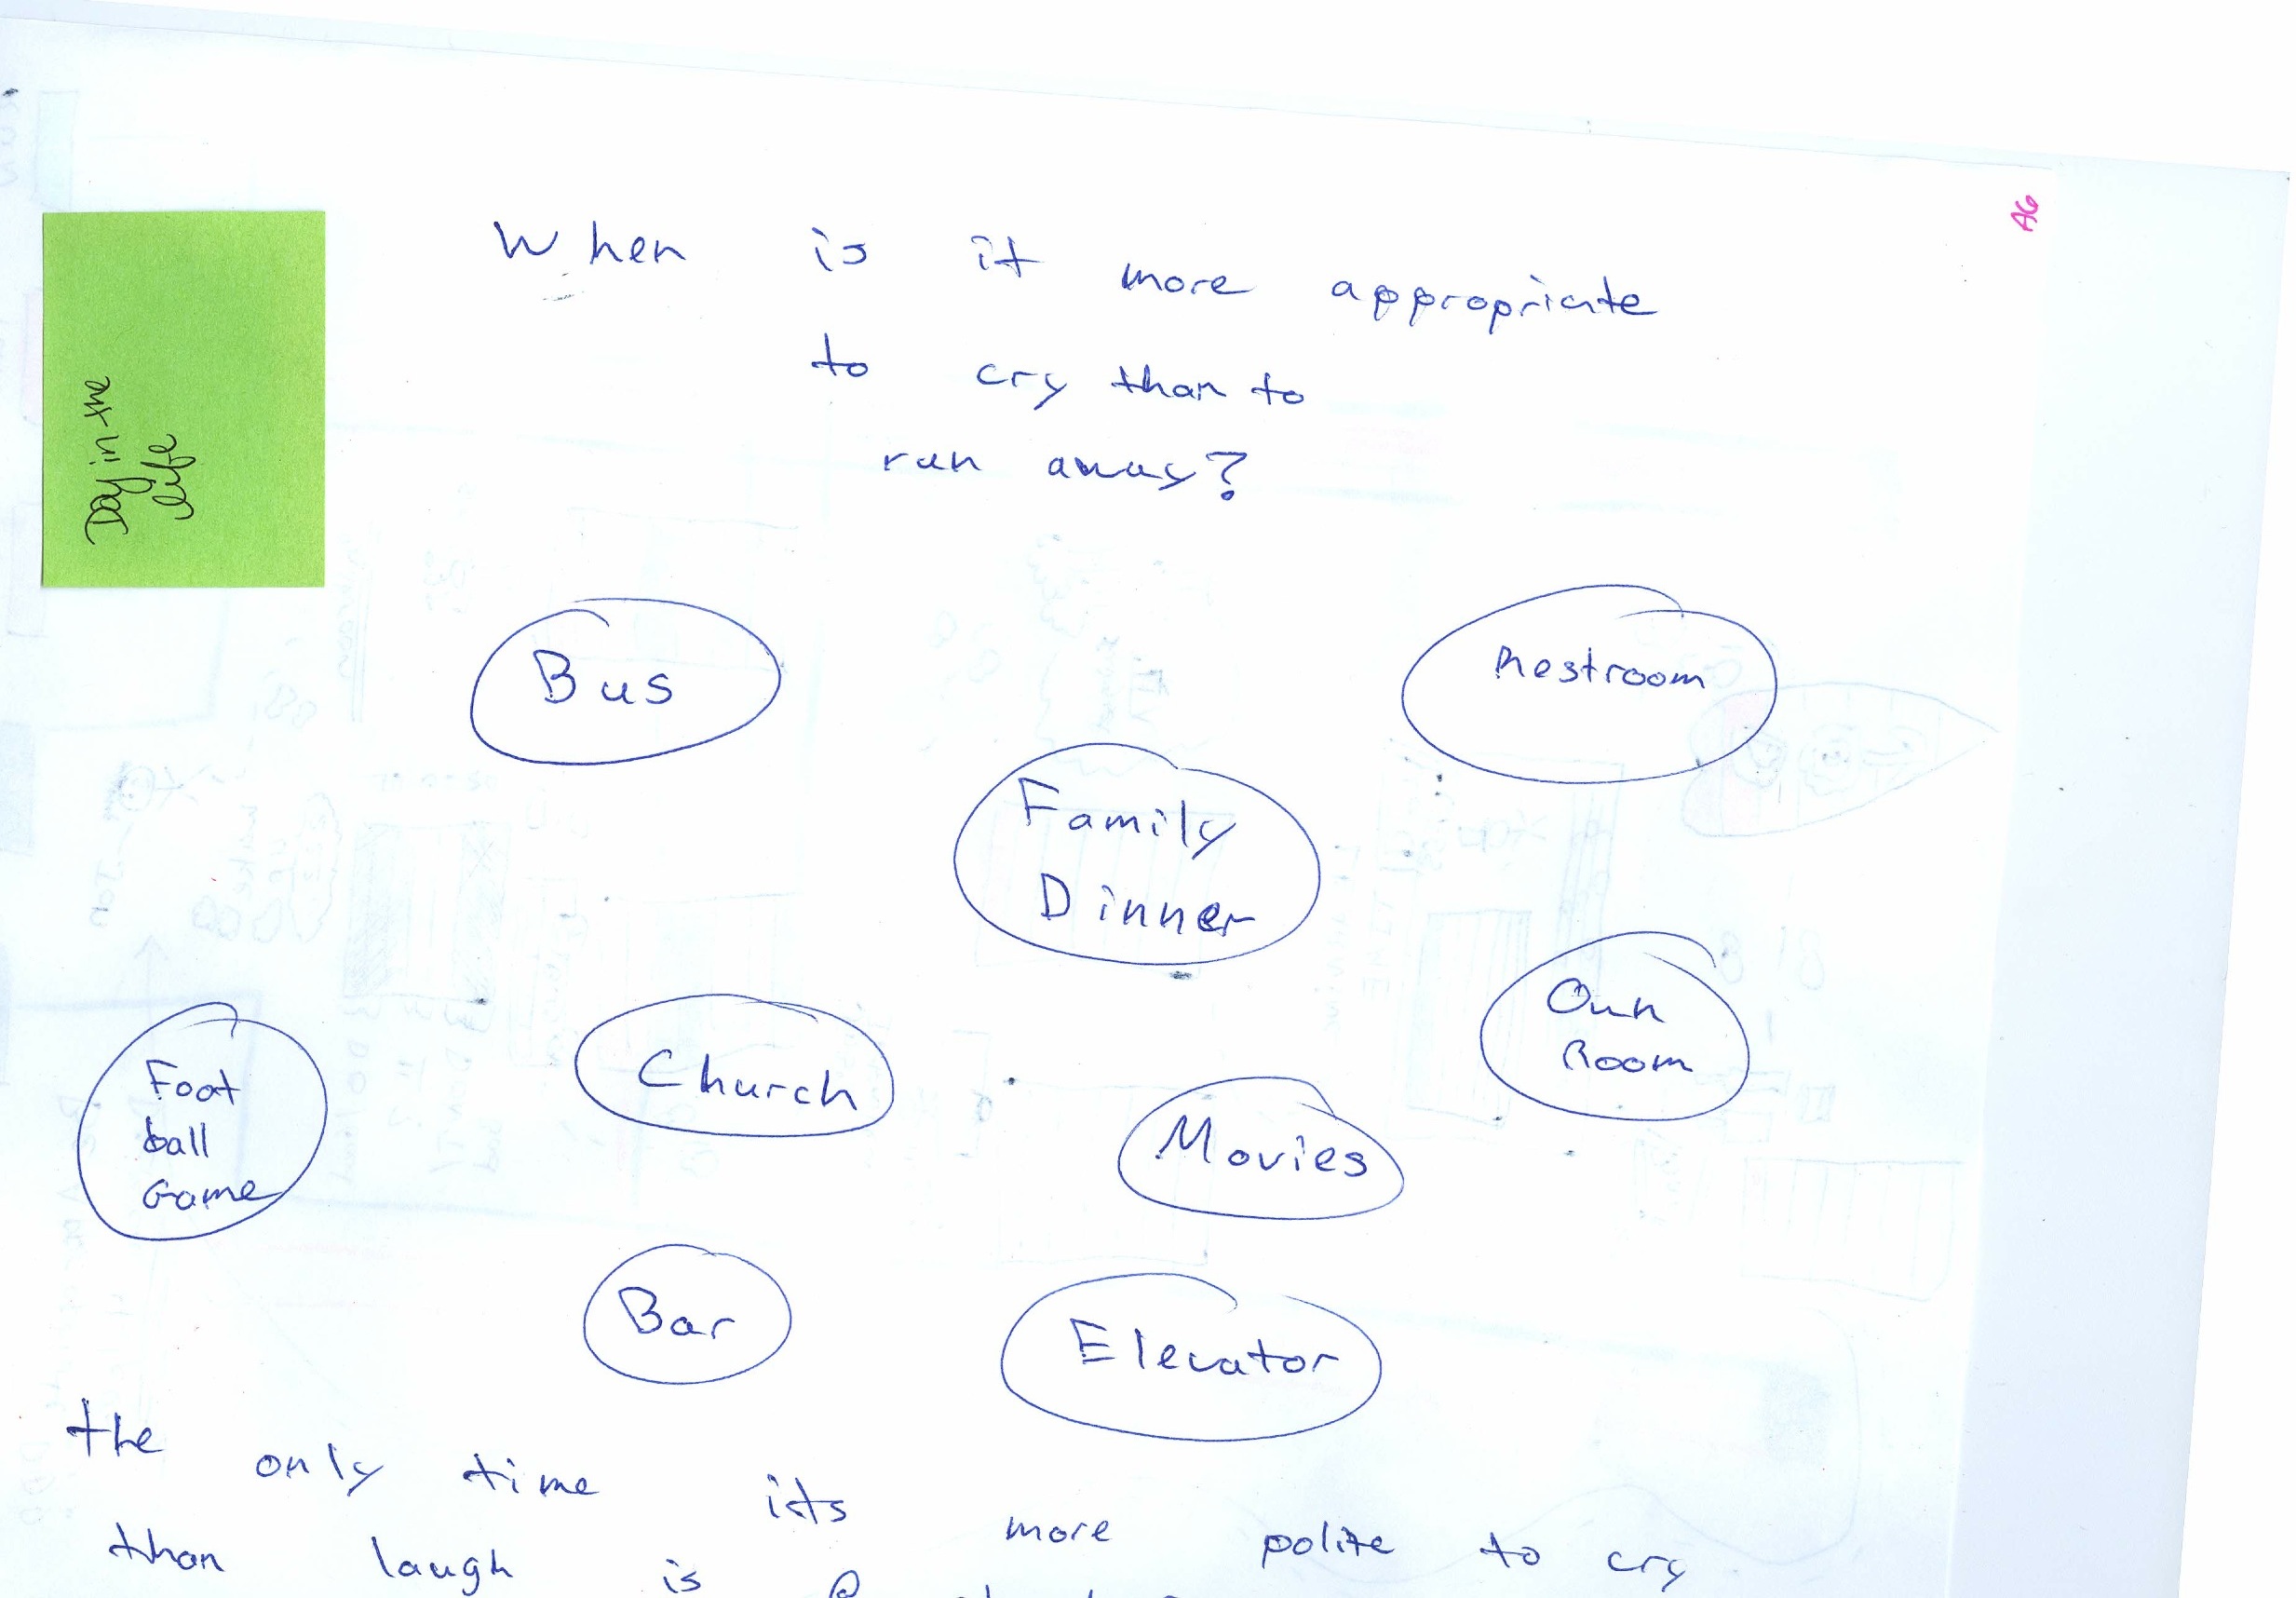 A6
When is it more appropriate
to cry than to
run away?
Day in the
life
Bus
Restroom
Family
Dinner
Own
Room
Foot
ball
Game
Church
Movies
Bar
Elevator
the only time its more polite to cry
than laugh is @